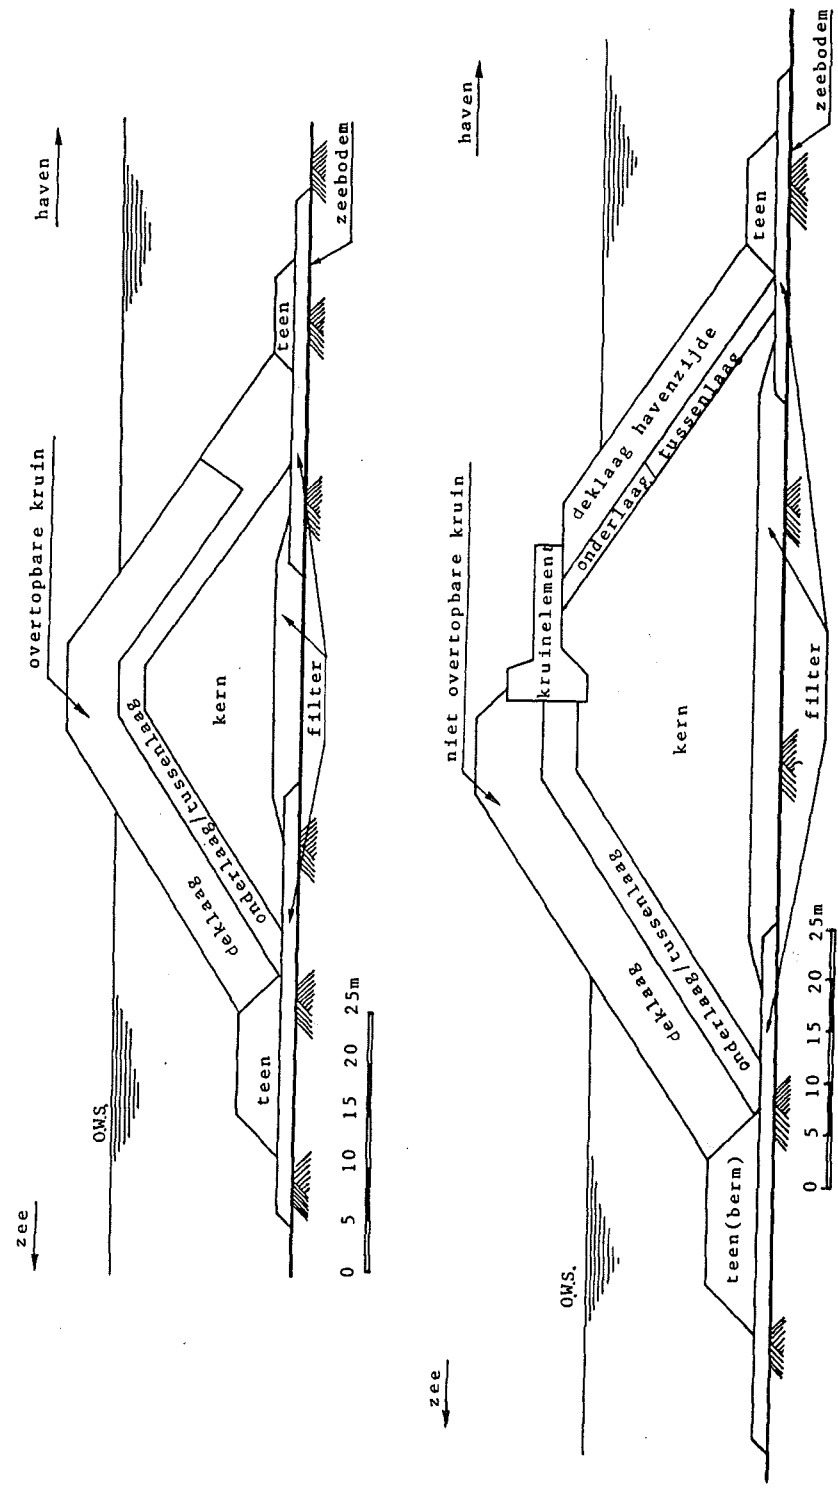 zee
haven
O.W.S.
overtopbare kruin
deklaag
onderlaag/tussenlaag
kern
teen
teen
filter
zeebodem
0 5 10 15 20 25m
zee
haven
O.W.S.
niet overtopbare kruin
kruinelement
deklaag
onderlaag/tussenlaag
deklaag havenzijde
onderlaag/tussenlaag
kern
teen(berm)
teen
filter
zeebodem
0 5 10 15 20 25m